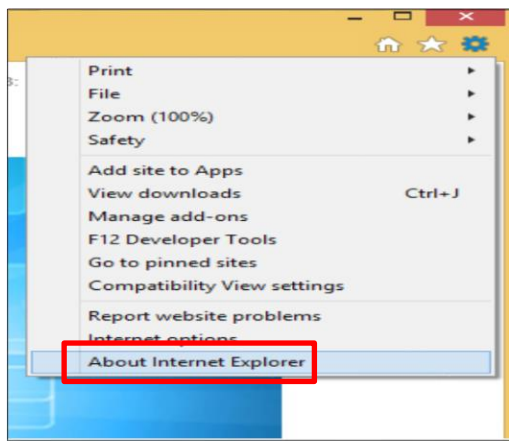 Print
File
Zoom (100%)
Safety
Add site to Apps
View downloads Ctrl+J
Manage add-ons
F12 Developer Tools
Go to pinned sites
Compatibility View settings
Report website problems
Internet options
About Internet Explorer